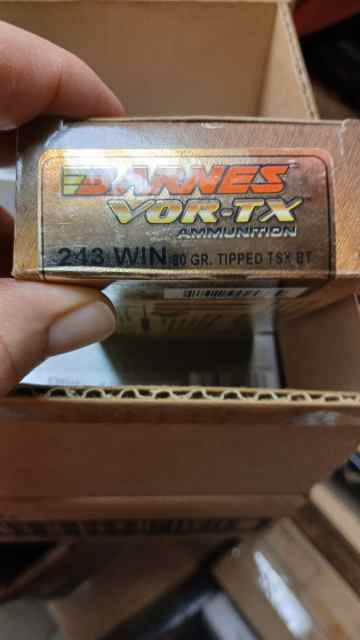 BARNES
VOR-TX
AMMUNITION
.243 WIN 80 GR. TIPPED TSX BT